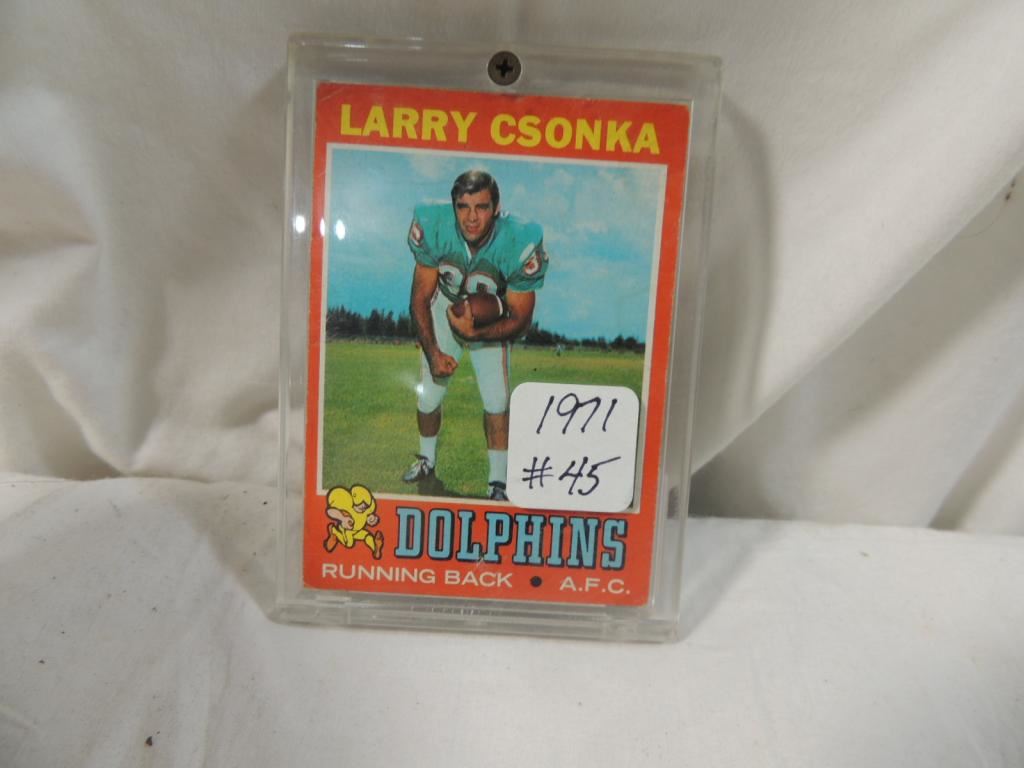 LARRY CSONKA
1971
#45
DOLPHINS
RUNNING BACK • A.F.C.